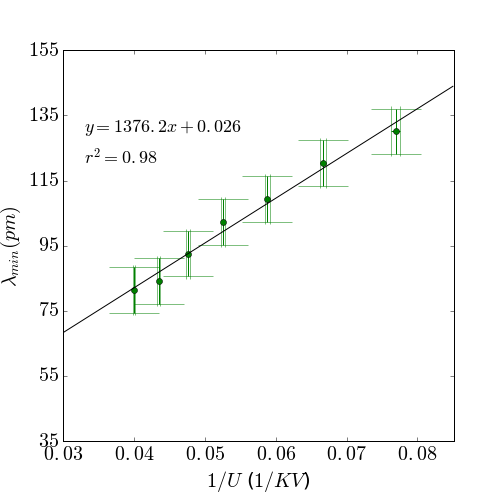 155
135
115
95
75
55
35
λ_min(pm)
y = 1376.2x + 0.026
r² = 0.98
0.03 0.04 0.05 0.06 0.07 0.08
1/U (1/KV)